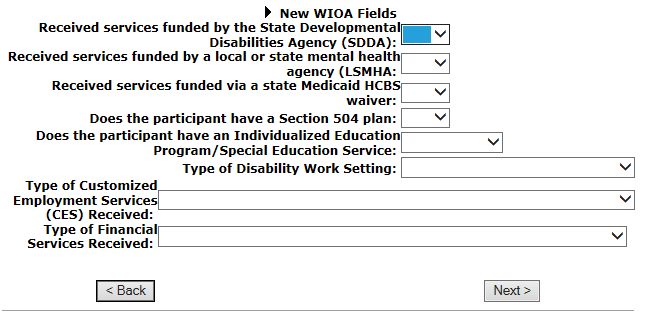 New WIOA Fields
Received services funded by the State Developmental
Disabilities Agency (SDDA):
Received services funded by a local or state mental health
agency (LSMHA:
Received services funded via a state Medicaid HCBS
waiver:
Does the participant have a Section 504 plan:
Does the participant have an Individualized Education
Program/Special Education Service:
Type of Disability Work Setting:
Type of Customized
Employment Services
(CES) Received:
Type of Financial
Services Received:
< Back
Next >